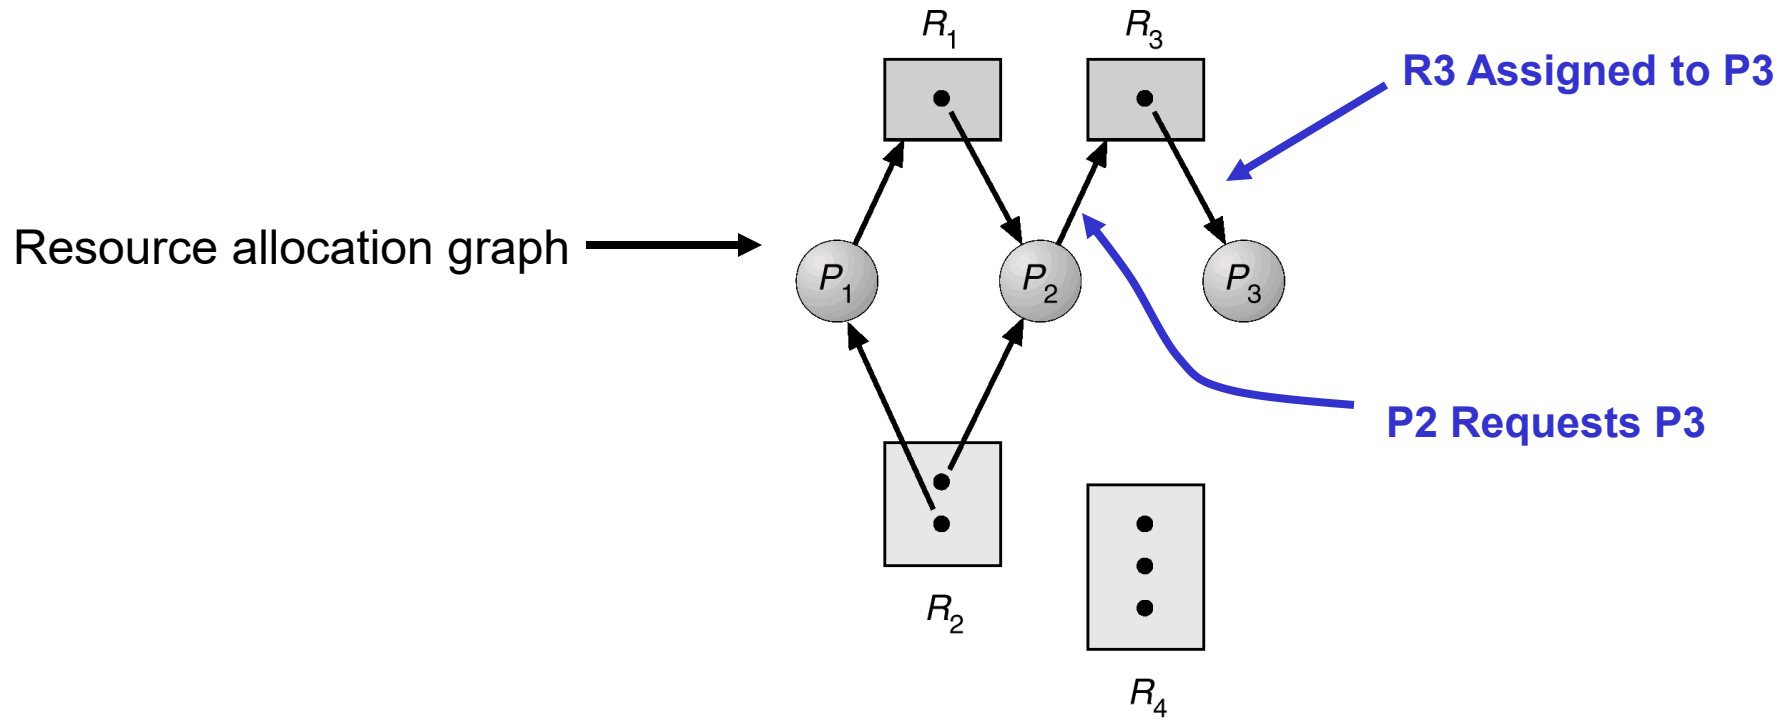 R1
R3
R3 Assigned to P3
Resource allocation graph
P1
P2
P3
P2 Requests P3
R2
R4